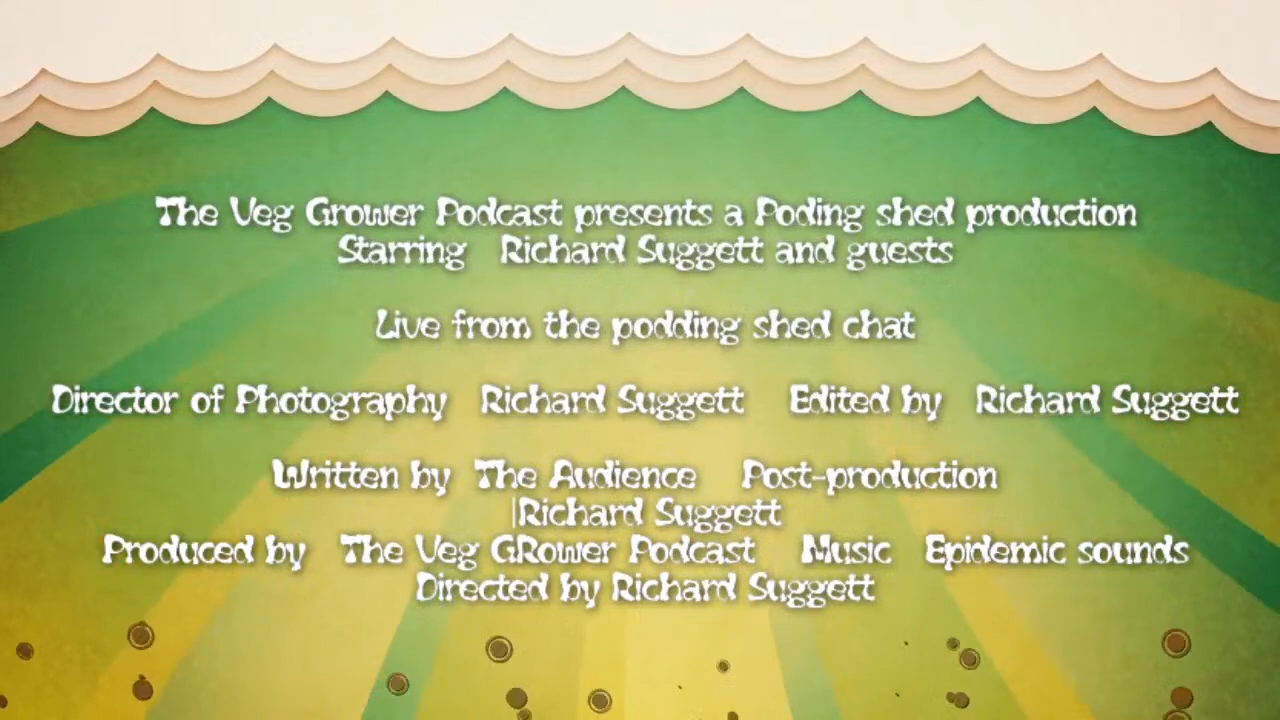 The Veg Grower Podcast presents a Poding shed production
Starring Richard Suggett and guests
Live from the podding shed chat
Director of Photography Richard Suggett Edited by Richard Suggett
Written by The Audience Post-production
|Richard Suggett
Produced by The Veg GRower Podcast Music Epidemic sounds
Directed by Richard Suggett